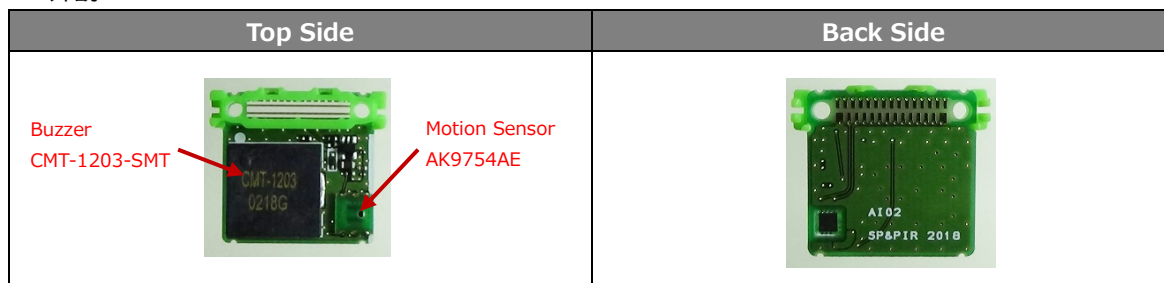 Top Side
Back Side
Buzzer
CMT-1203-SMT
Motion Sensor
AK9754AE
CMT-1203
0218G
AI02
SP&PIR 2018